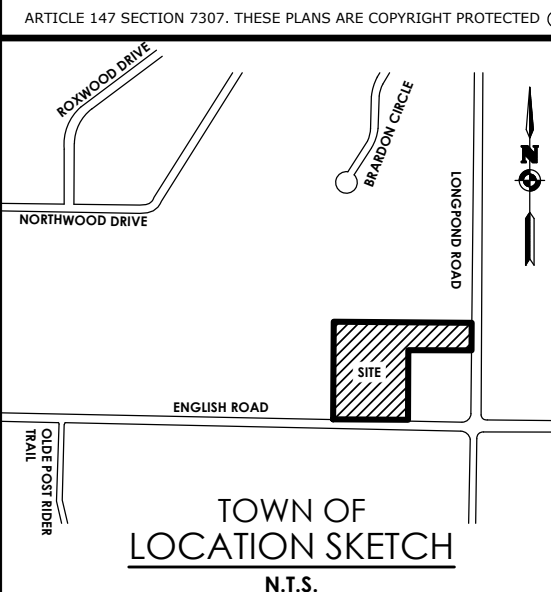 ARTICLE 147 SECTION 7307. THESE PLANS ARE COPYRIGHT PROTECTED
ROXWOOD DRIVE
BRARDON CIRCLE
N
LONGPOND ROAD
NORTHWOOD DRIVE
SITE
ENGLISH ROAD
OLDE POST RIDER
TRAIL
TOWN OF
LOCATION SKETCH
N.T.S.